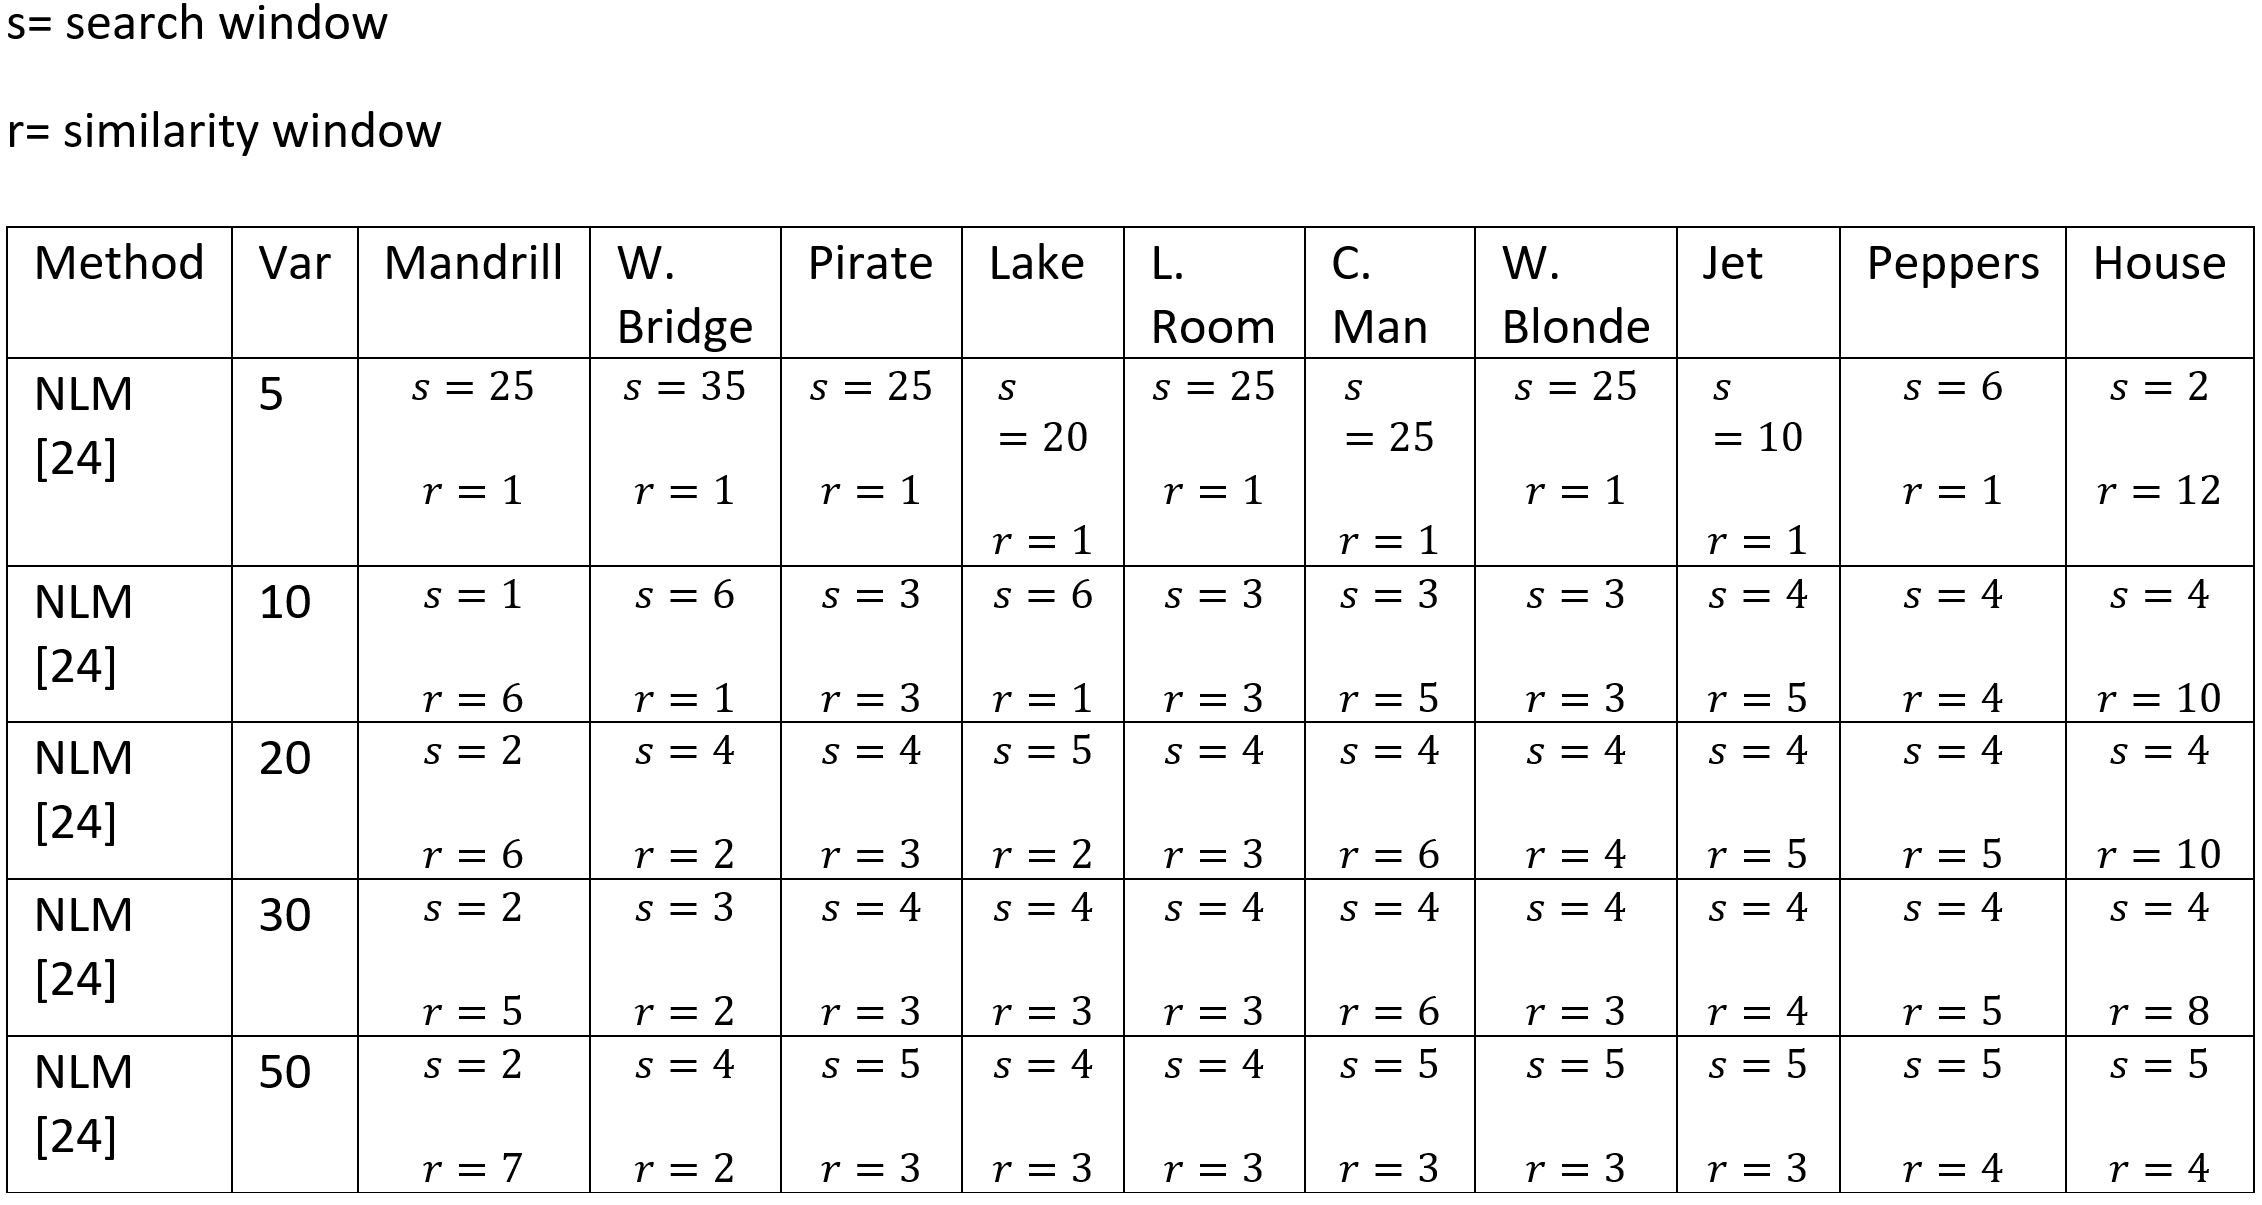 s= search window
r= similarity window
Method Var Mandrill W. Bridge Pirate Lake L. Room C. Man W. Blonde Jet Peppers House
NLM [24] 5 s = 25 s = 35 s = 25 s = 20 s = 25 s = 25 s = 25 s = 10 s = 6 s = 2
r = 1 r = 1 r = 1 r = 1 r = 1 r = 1 r = 1 r = 1 r = 1 r = 12
NLM [24] 10 s = 1 s = 6 s = 3 s = 6 s = 3 s = 3 s = 3 s = 4 s = 4 s = 4
r = 6 r = 1 r = 3 r = 1 r = 3 r = 5 r = 3 r = 5 r = 4 r = 10
NLM [24] 20 s = 2 s = 4 s = 4 s = 5 s = 4 s = 4 s = 4 s = 4 s = 4 s = 4
r = 6 r = 2 r = 3 r = 2 r = 3 r = 6 r = 4 r = 5 r = 5 r = 10
NLM [24] 30 s = 2 s = 3 s = 4 s = 4 s = 4 s = 4 s = 4 s = 4 s = 4 s = 4
r = 5 r = 2 r = 3 r = 3 r = 3 r = 6 r = 3 r = 4 r = 5 r = 8
NLM [24] 50 s = 2 s = 4 s = 5 s = 4 s = 4 s = 5 s = 5 s = 5 s = 5 s = 5
r = 7 r = 2 r = 3 r = 3 r = 3 r = 3 r = 3 r = 3 r = 4 r = 4